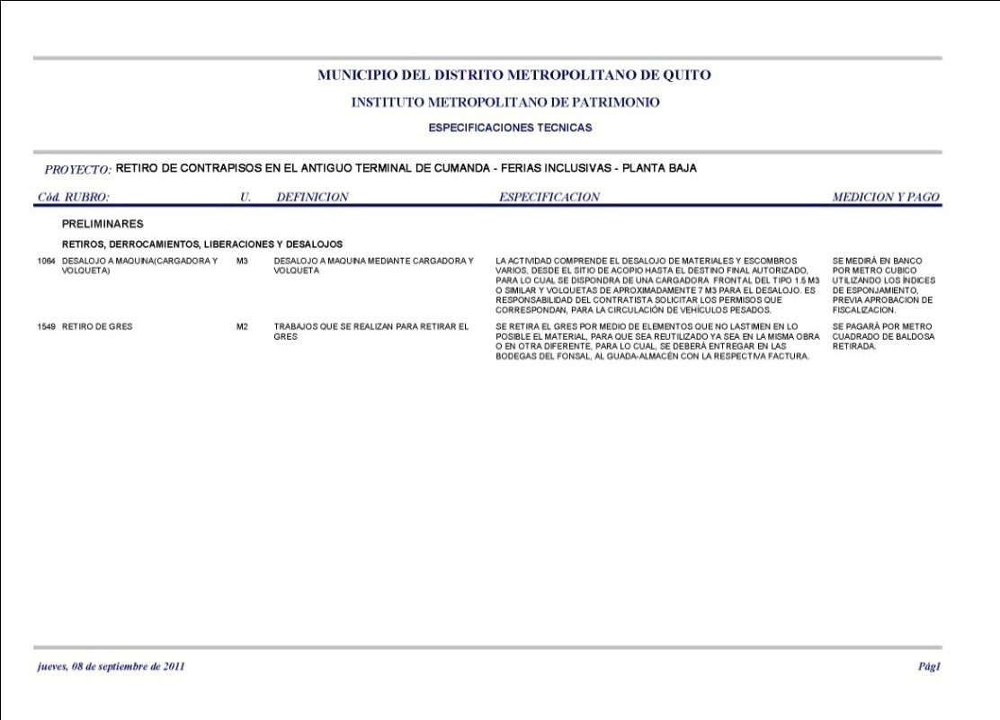 MUNICIPIO DEL DISTRITO METROPOLITANO DE QUITO
INSTITUTO METROPOLITANO DE PATRIMONIO
ESPECIFICACIONES TECNICAS
PROYECTO: RETIRO DE CONTRAPISOS EN EL ANTIGUO TERMINAL DE CUMANDA - FERIAS INCLUSIVAS - PLANTA BAJA
Cód. RUBRO: U. DEFINICION ESPECIFICACION MEDICION Y PAGO
PRELIMINARES
RETIROS, DERROCAMIENTOS, LIBERACIONES Y DESALOJOS
1064 DESALOJO A MAQUINA(CARGADORA Y M3 DESALOJO A MAQUINA MEDIANTE CARGADORA Y LA ACTIVIDAD COMPRENDE EL DESALOJO DE MATERIALES Y ESCOMBROS SE MEDIRÁ EN BANCO
VOLQUETA) VOLQUETA VARIOS, DESDE EL SITIO DE ACOPIO HASTA EL DESTINO FINAL AUTORIZADO, POR METRO CUBICO
PARA LO CUAL SE DISPONDRA DE UNA CARGADORA FRONTAL DEL TIPO 1.5 M3 UTILIZANDO LOS ÍNDICES
O SIMILAR Y VOLQUETAS DE APROXIMADAMENTE 7 M3 PARA EL DESALOJO. ES DE ESPONJAMIENTO,
RESPONSABILIDAD DEL CONTRATISTA SOLICITAR LOS PERMISOS QUE PREVIA APROBACION DE
CORRESPONDAN, PARA LA CIRCULACIÓN DE VEHÍCULOS PESADOS. FISCALIZACION.
1549 RETIRO DE GRES M2 TRABAJOS QUE SE REALIZAN PARA RETIRAR EL SE RETIRA EL GRES POR MEDIO DE ELEMENTOS QUE NO LASTIMEN EN LO SE PAGARÁ POR METRO
GRES POSIBLE EL MATERIAL, PARA QUE SEA REUTILIZADO YA SEA EN LA MISMA OBRA CUADRADO DE BALDOSA
O EN OTRA DIFERENTE, PARA LO CUAL, SE DEBERÁ ENTREGAR EN LAS RETIRADA.
BODEGAS DEL FONSAL, AL GUADA-ALMACÉN CON LA RESPECTIVA FACTURA.
jueves, 08 de septiembre de 2011 Pág1